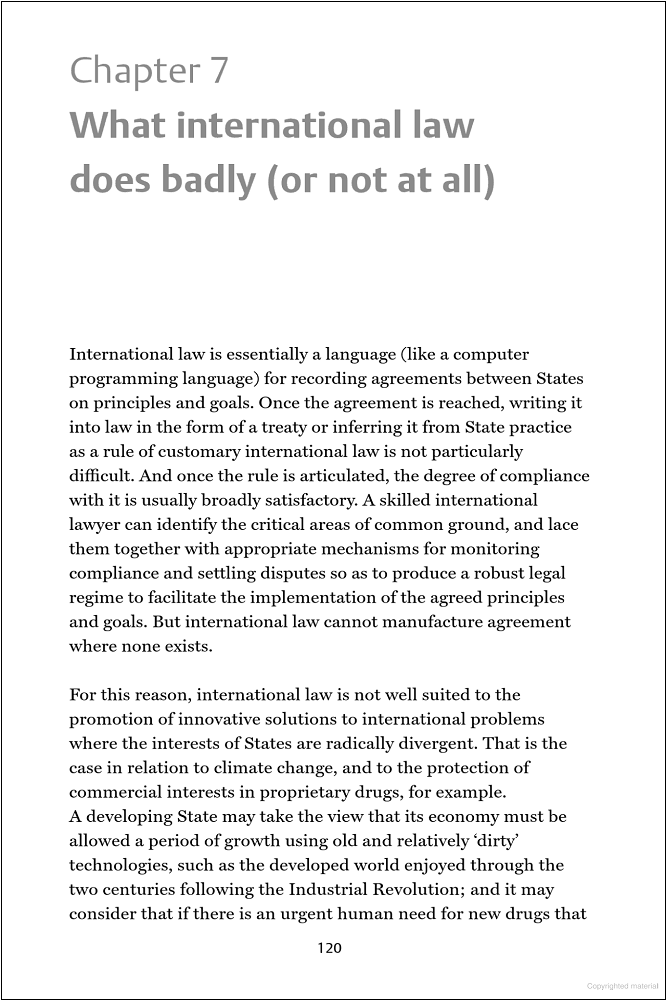 Chapter 7
What international law
does badly (or not at all)
International law is essentially a language (like a computer
programming language) for recording agreements between States
on principles and goals. Once the agreement is reached, writing it
into law in the form of a treaty or inferring it from State practice
as a rule of customary international law is not particularly
difficult. And once the rule is articulated, the degree of compliance
with it is usually broadly satisfactory. A skilled international
lawyer can identify the critical areas of common ground, and lace
them together with appropriate mechanisms for monitoring
compliance and settling disputes so as to produce a robust legal
regime to facilitate the implementation of the agreed principles
and goals. But international law cannot manufacture agreement
where none exists.
For this reason, international law is not well suited to the
promotion of innovative solutions to international problems
where the interests of States are radically divergent. That is the
case in relation to climate change, and to the protection of
commercial interests in proprietary drugs, for example.
A developing State may take the view that its economy must be
allowed a period of growth using old and relatively ‘dirty’
technologies, such as the developed world enjoyed through the
two centuries following the Industrial Revolution; and it may
consider that if there is an urgent human need for new drugs that
120
Copyrighted material